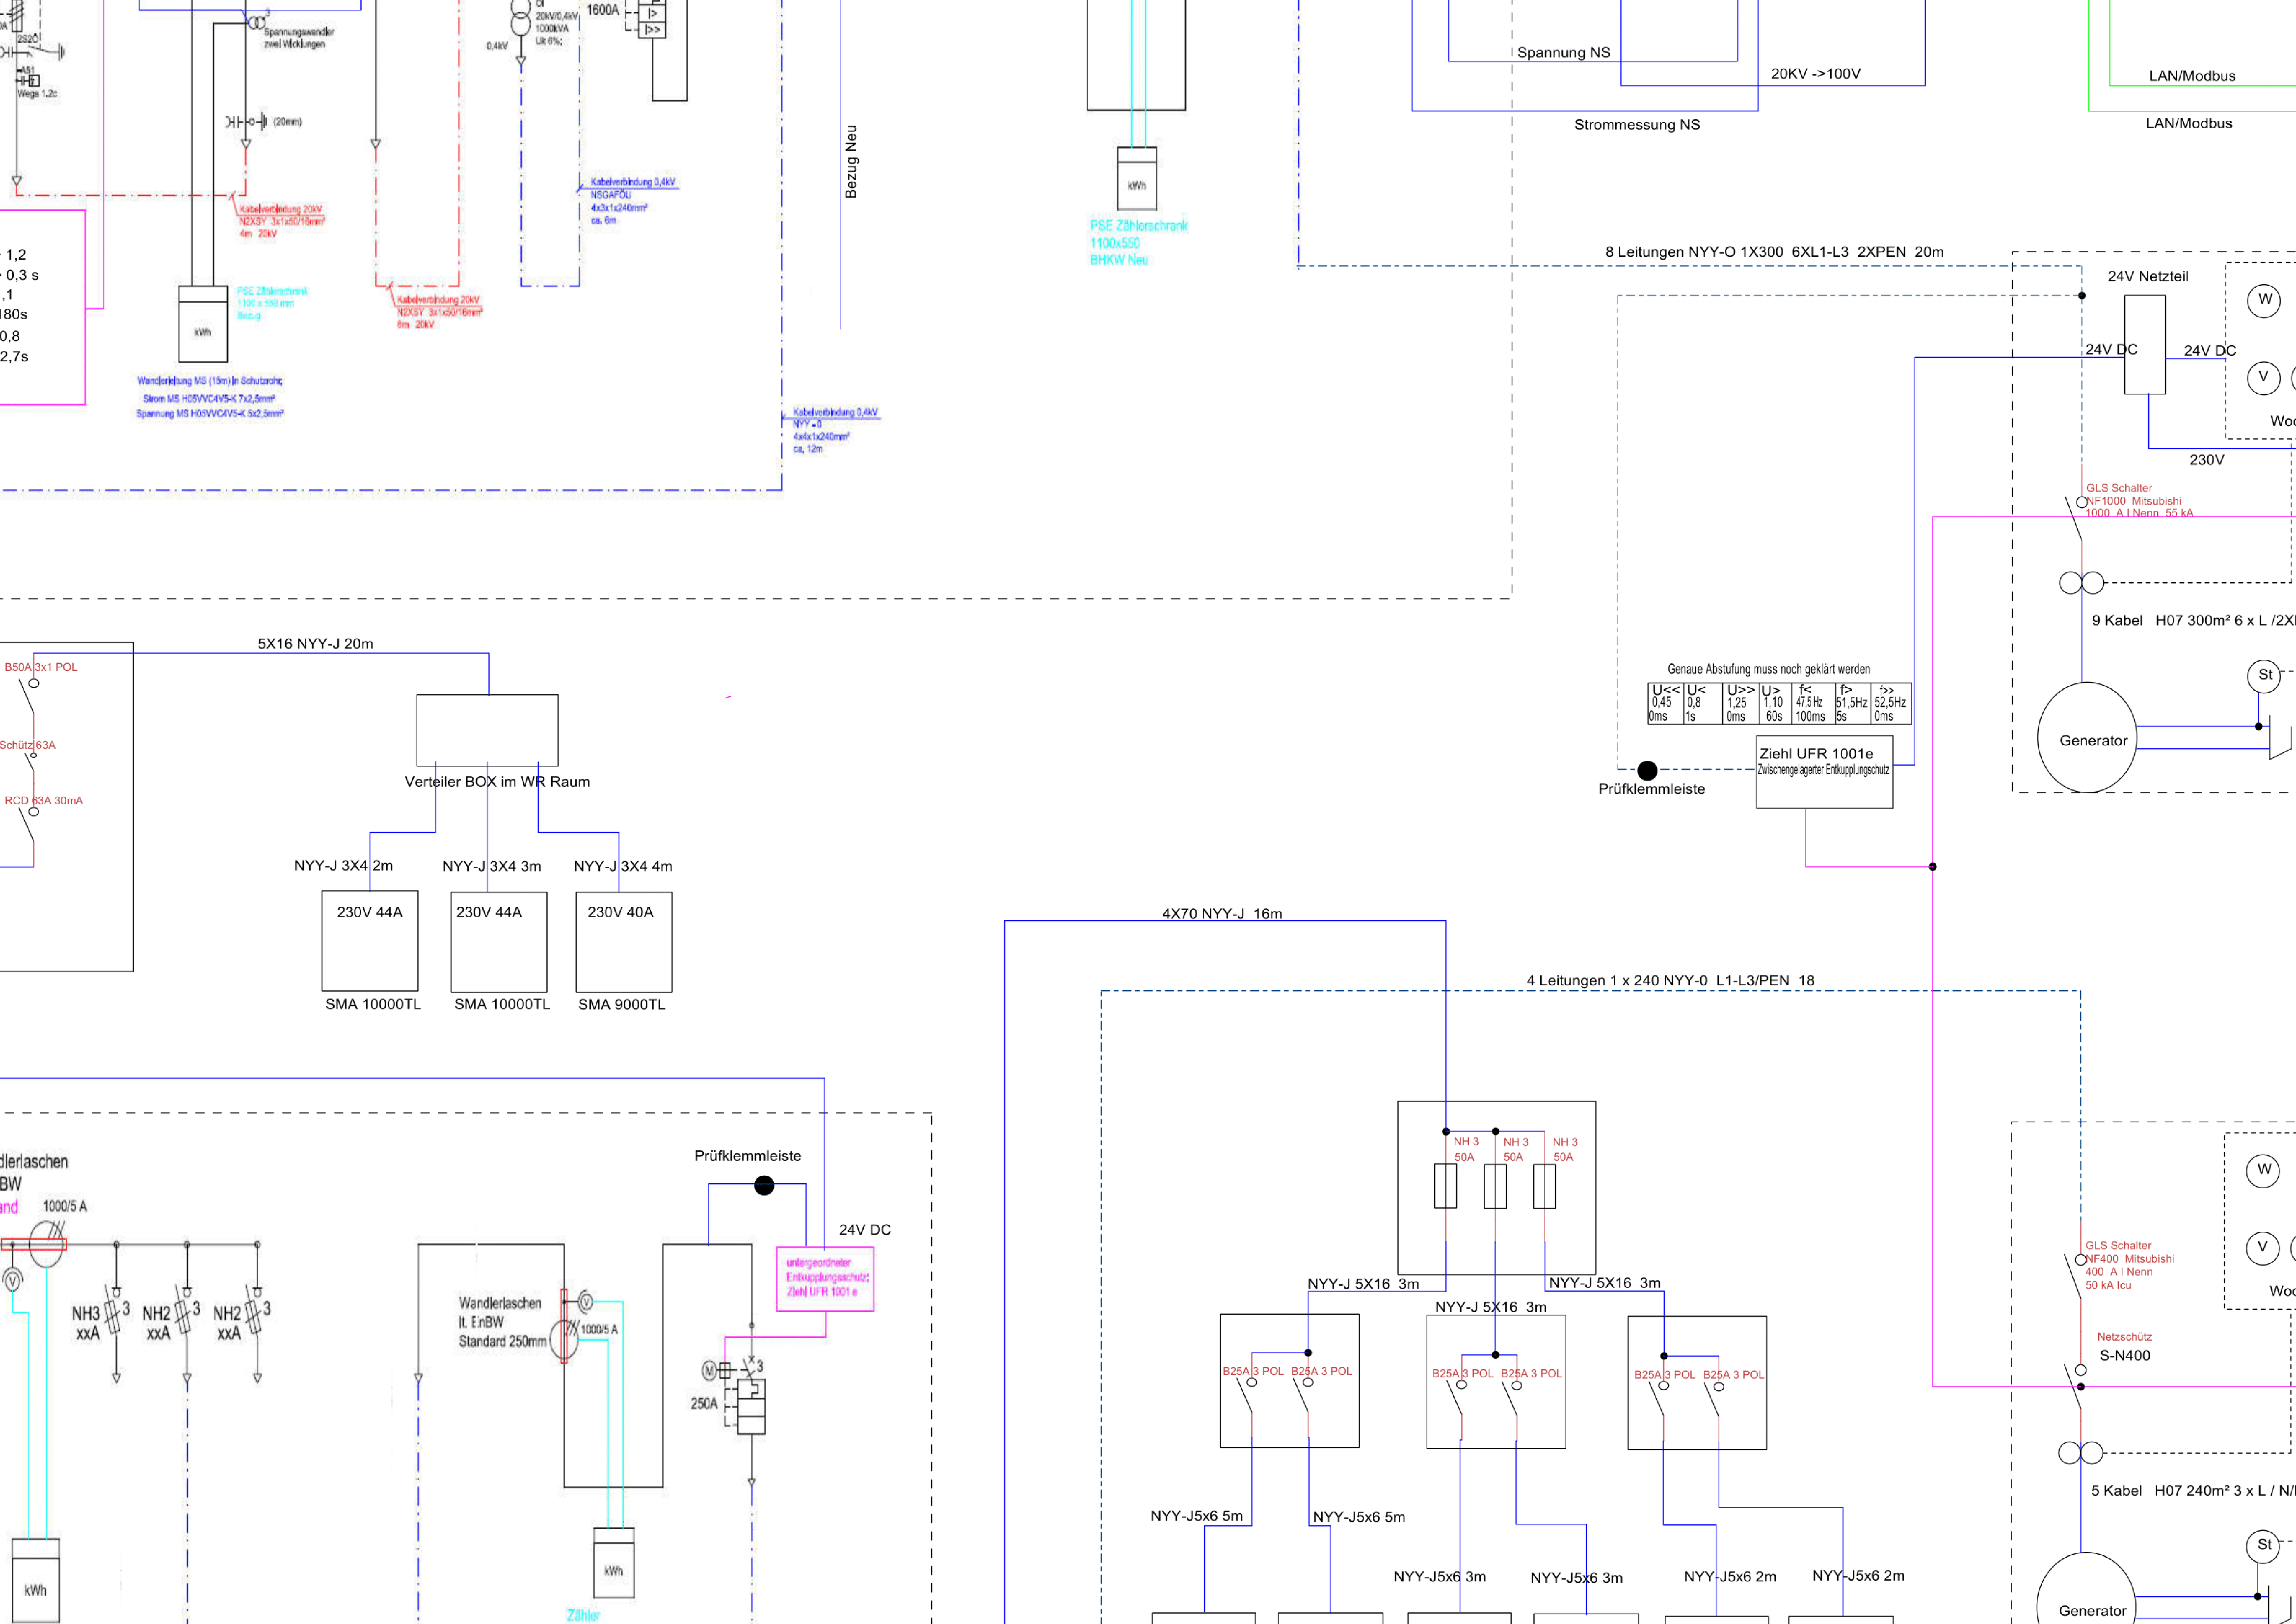 2S20
-A51
Wega 1.2c
3
Spannungswandler
zwei Wicklungen
(20mm)
20kV/0,4kV
1000kVA
Uk 6%;
0,4kV
1600A
I>
I>>
Kabelverbindung 20kV
N2XSY 3x1x50/16mm²
4m 20kV
Kabelverbindung 0,4kV
NSGAFÖU
4x3x1x240mm²
ca. 6m
Bezug Neu
kWh
PSE Zählerschrank
1100x550
BHKW Neu
Spannung NS
20KV ->100V
Strommessung NS
LAN/Modbus
LAN/Modbus
1,2
0,3 s
,1
180s
0,8
2,7s
PSE Zählerschrank
1100 x 550 mm
Bezug
kWh
Kabelverbindung 20kV
N2XSY 3x1x50/16mm²
6m 20kV
Wandlerleitung MS (15m) in Schutzrohr,
Strom MS H05VVC4V5-K 7x2,5mm²
Spannung MS H05VVC4V5-K 5x2,5mm²
Kabelverbindung 0,4kV
NYY-0
4x4x1x240mm²
ca, 12m
8 Leitungen NYY-O 1X300 6XL1-L3 2XPEN 20m
24V Netzteil
24V DC
24V DC
230V
W
V
Woo
GLS Schalter
NF1000 Mitsubishi
1000 A I Nenn 55 kA
9 Kabel H07 300m² 6 x L /2X
St
Generator
Genaue Abstufung muss noch geklärt werden
U<< U< U>> U> f< f> f>>
0,45 0,8 1,25 1,10 47,5 Hz 51,5Hz 52,5Hz
0ms 1s 0ms 60s 100ms 5s 0ms
Ziehl UFR 1001e
Zwischengelagerter Entkupplungschutz
Prüfklemmleiste
B50A 3x1 POL
Schütz 63A
RCD 63A 30mA
5X16 NYY-J 20m
Verteiler BOX im WR Raum
NYY-J 3X4 2m
NYY-J 3X4 3m
NYY-J 3X4 4m
230V 44A
230V 44A
230V 40A
SMA 10000TL
SMA 10000TL
SMA 9000TL
4X70 NYY-J 16m
4 Leitungen 1 x 240 NYY-0 L1-L3/PEN 18
NH 3
50A
NH 3
50A
NH 3
50A
NYY-J 5X16 3m
NYY-J 5X16 3m
NYY-J 5X16 3m
B25A 3 POL
B25A 3 POL
B25A 3 POL
B25A 3 POL
B25A 3 POL
B25A 3 POL
NYY-J5x6 5m
NYY-J5x6 5m
NYY-J5x6 3m
NYY-J5x6 3m
NYY-J5x6 2m
NYY-J5x6 2m
W
V
Woo
GLS Schalter
NF400 Mitsubishi
400 A I Nenn
50 kA Icu
Netzschütz
S-N400
5 Kabel H07 240m² 3 x L / N/
St
Generator
dlerlaschen
BW
and
1000/5 A
V
NH3
xxA
3
NH2
xxA
3
NH2
xxA
3
kWh
Prüfklemmleiste
24V DC
untergeordneter
Entkupplungsschutz;
Ziehl UFR 1001 e
Wandlerlaschen
lt. EnBW
Standard 250mm
V
1000/5 A
M
3
250A
kWh
Zähler